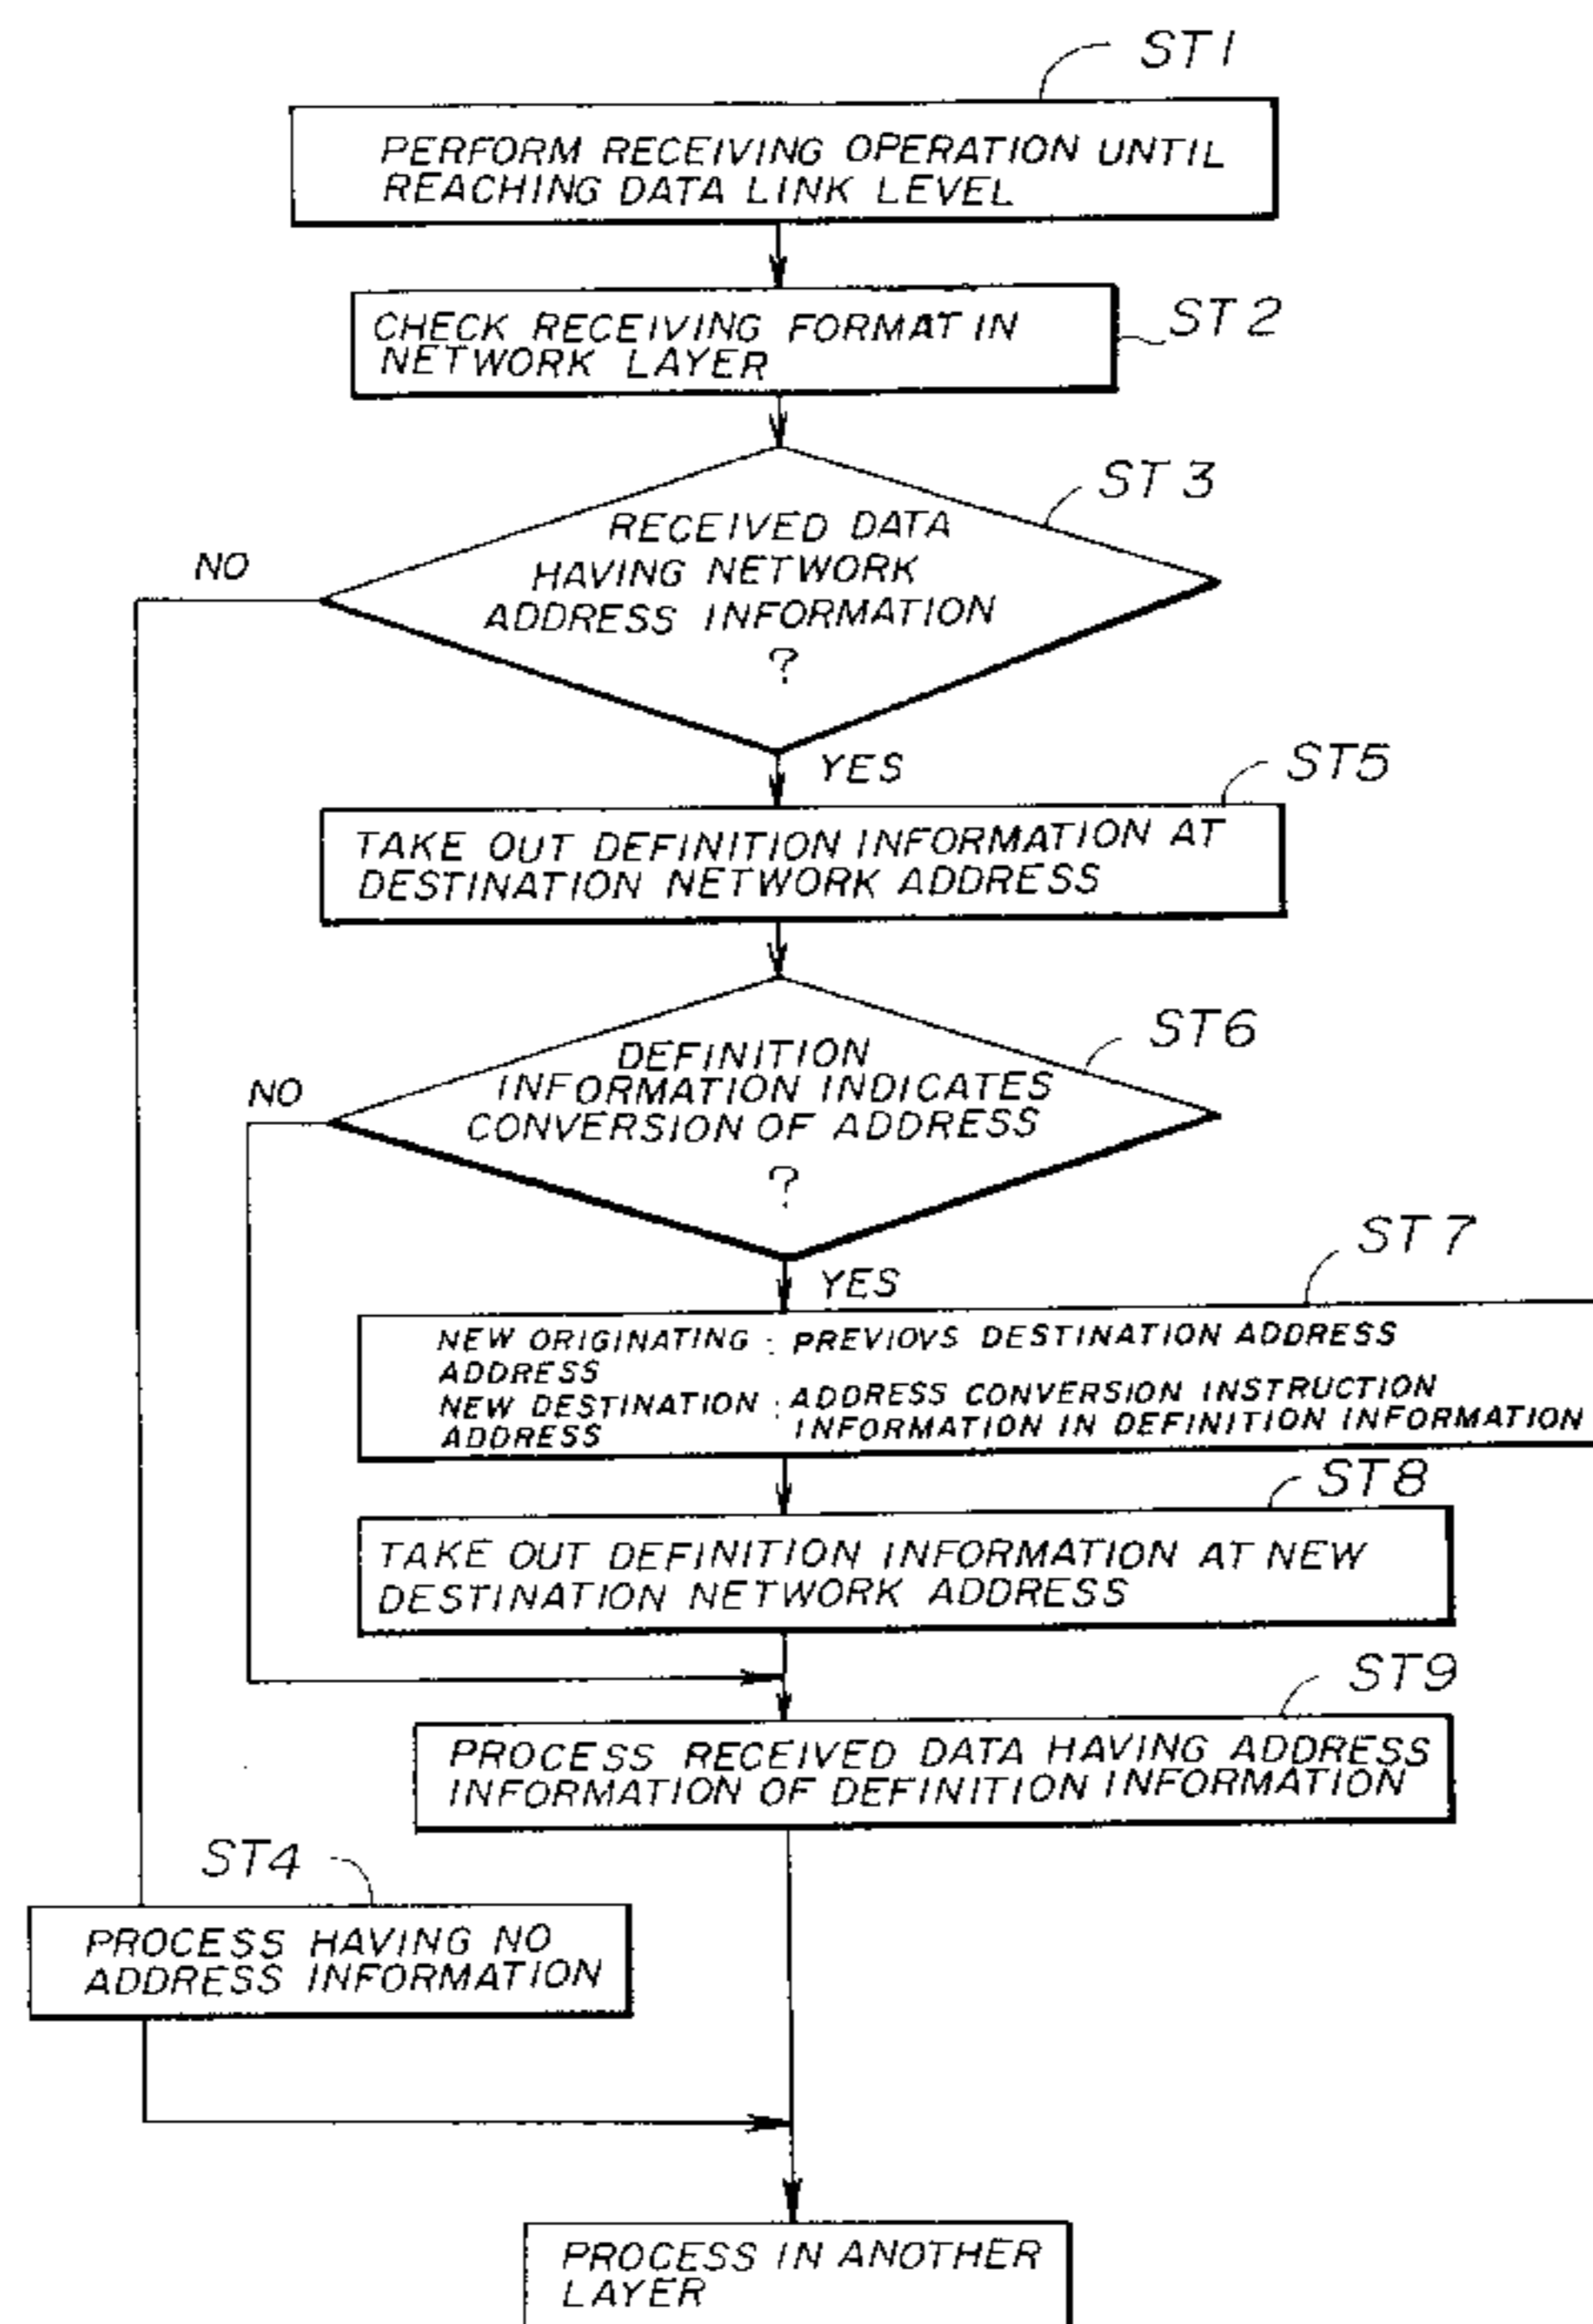 ST1
PERFORM RECEIVING OPERATION UNTIL
REACHING DATA LINK LEVEL
CHECK RECEIVING FORMAT IN
NETWORK LAYER
ST2
ST3
RECEIVED DATA
HAVING NETWORK
ADDRESS INFORMATION
?
NO
YES
ST5
TAKE OUT DEFINITION INFORMATION AT
DESTINATION NETWORK ADDRESS
ST6
DEFINITION
INFORMATION INDICATES
CONVERSION OF ADDRESS
?
NO
YES
ST7
NEW ORIGINATING : PREVIOVS DESTINATION ADDRESS
ADDRESS
NEW DESTINATION : ADDRESS CONVERSION INSTRUCTION
ADDRESS INFORMATION IN DEFINITION INFORMATION
ST8
TAKE OUT DEFINITION INFORMATION AT NEW
DESTINATION NETWORK ADDRESS
ST9
PROCESS RECEIVED DATA HAVING ADDRESS
INFORMATION OF DEFINITION INFORMATION
ST4
PROCESS HAVING NO
ADDRESS INFORMATION
PROCESS IN ANOTHER
LAYER